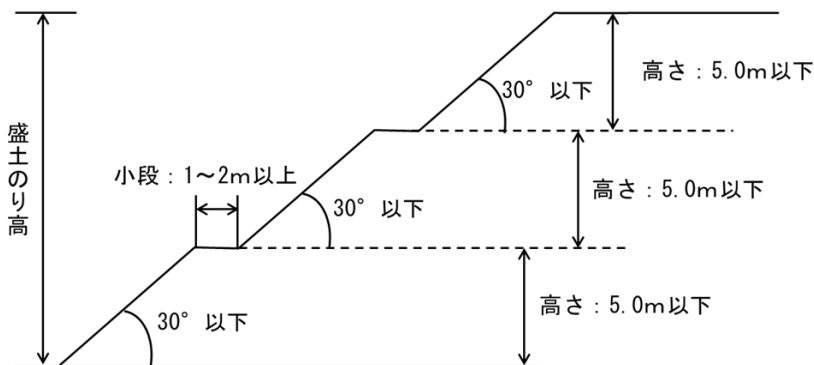 高さ：5.0m以下
30° 以下
盛土のり高
小段：1～2m以上
高さ：5.0m以下
30° 以下
高さ：5.0m以下
30° 以下